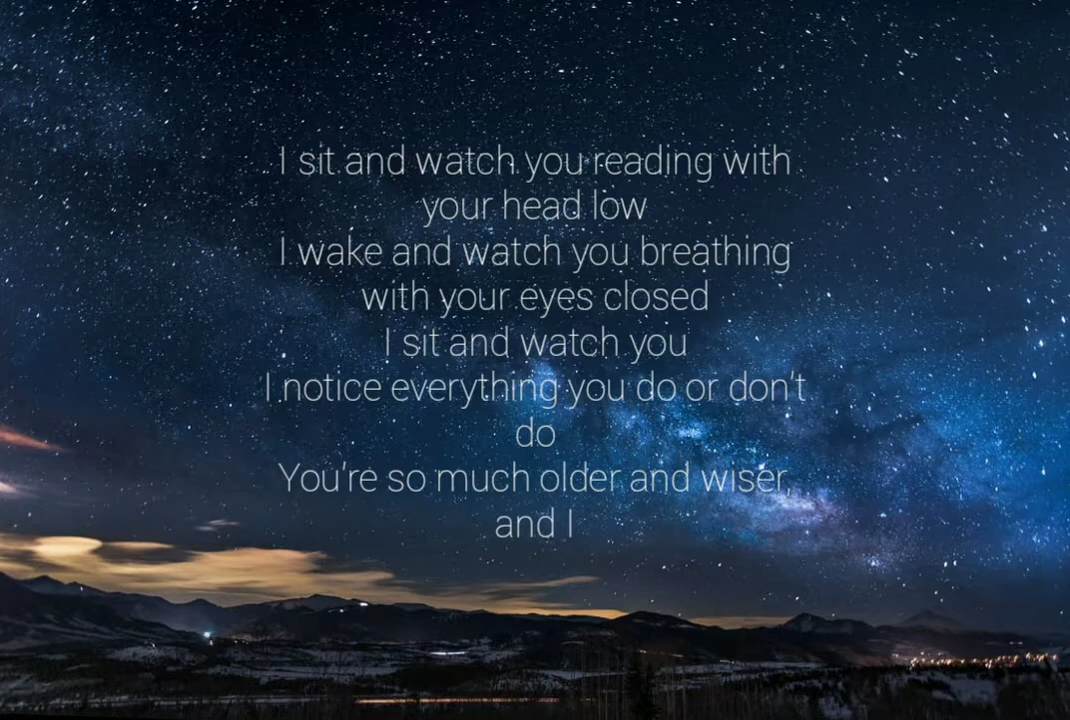 I sit and watch you reading with
your head low
I wake and watch you breathing
with your eyes closed
I sit and watch you
I notice everything you do or don't
do
You're so much older and wiser,
and I